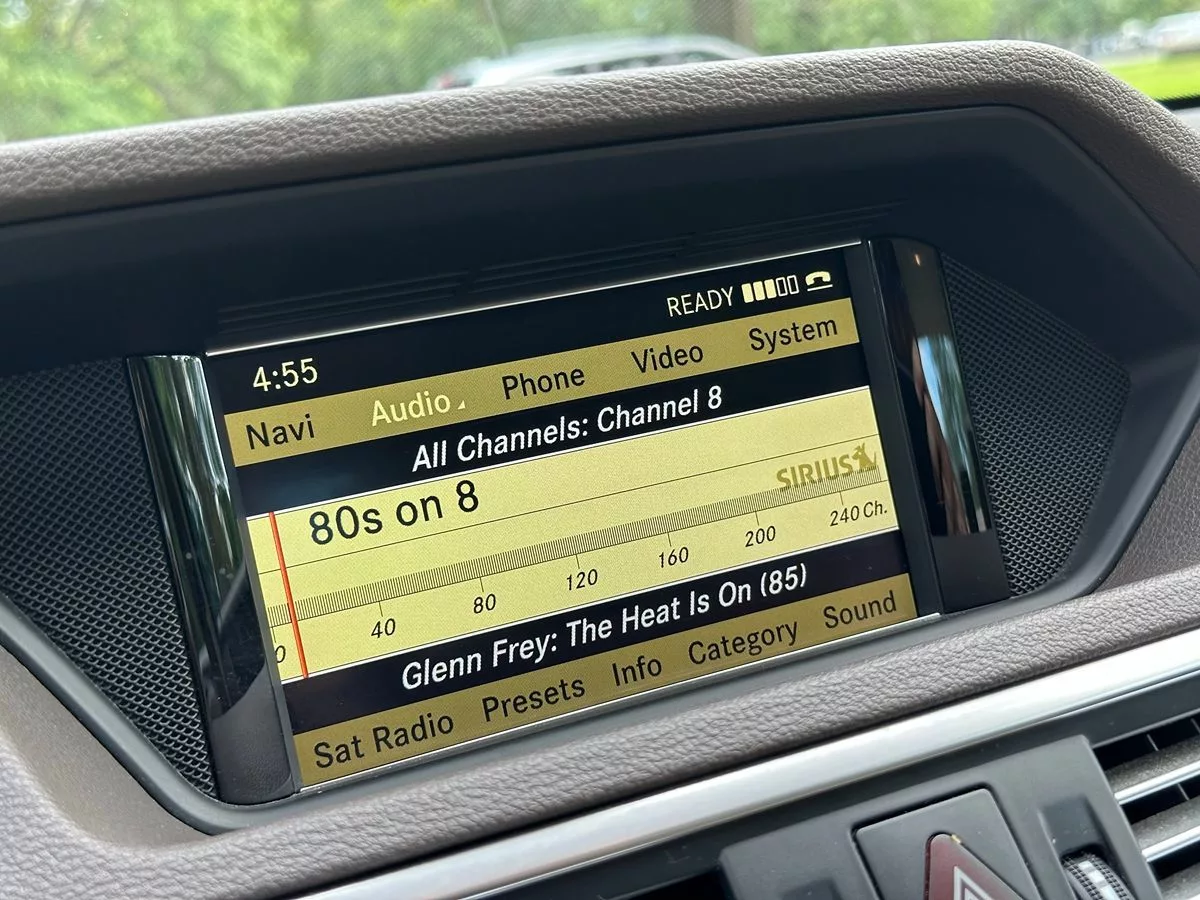 READY
4:55
Navi Audio Phone Video System
All Channels: Channel 8
80s on 8
SIRIUS
0 40 80 120 160 200 240 Ch.
Glenn Frey: The Heat Is On (85)
Sat Radio Presets Info Category Sound